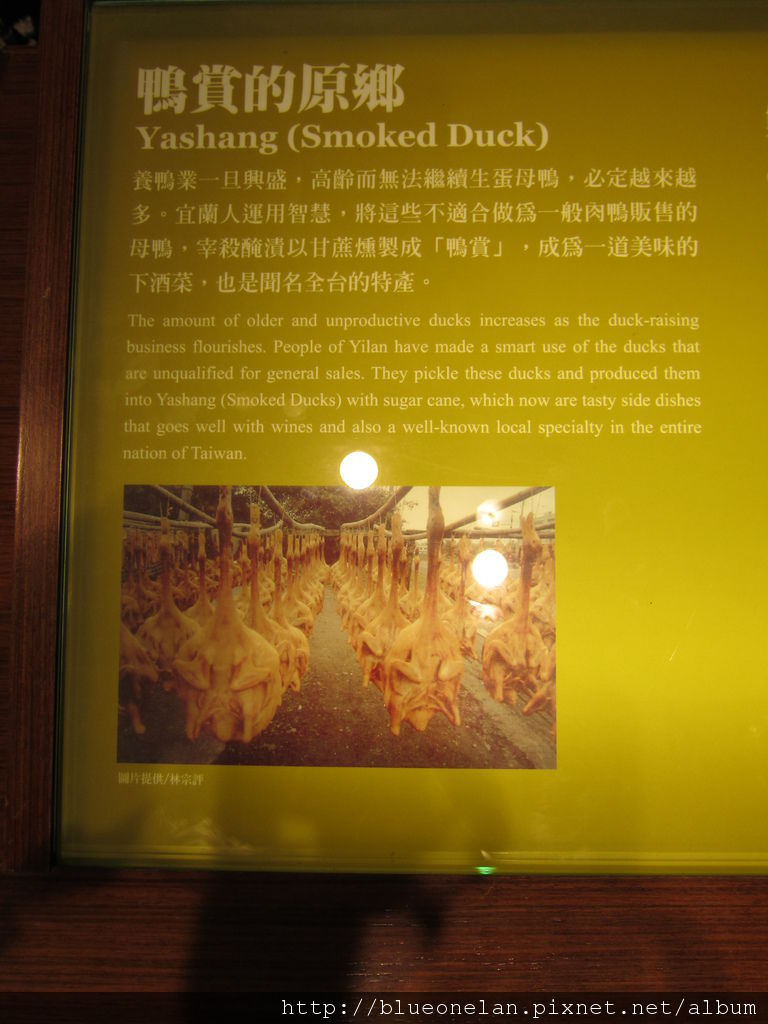 鴨賞的原鄉
Yashang (Smoked Duck)
養鴨業一旦興盛，高齡而無法繼續生蛋母鴨，必定越來越
多。宜蘭人運用智慧，將這些不適合做為一般肉鴨販售的
母鴨，宰殺醃漬以甘蔗燻製成「鴨賞」，成為一道美味的
下酒菜，也是聞名全台的特產。
The amount of older and unproductive ducks increases as the duck-raising
business flourishes. People of Yilan have made a smart use of the ducks that
are unqualified for general sales. They pickle these ducks and produced them
into Yashang (Smoked Ducks) with sugar cane, which now are tasty side dishes
that goes well with wines and also a well-known local specialty in the entire
nation of Taiwan.
圖片提供/林宗評
http://blueonelan.pixnet.net/album